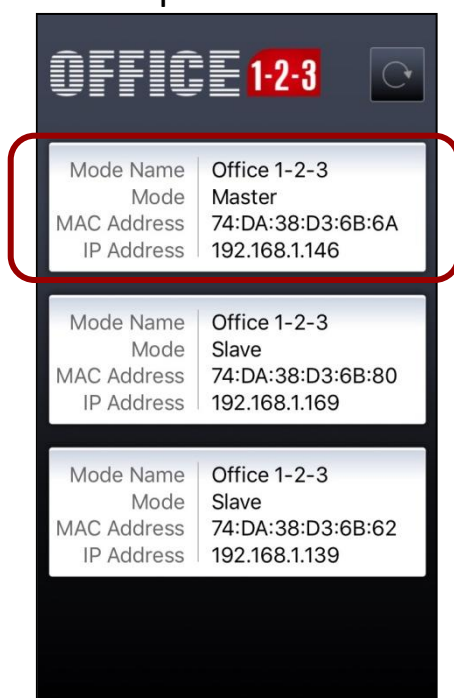 OFFICE 1-2-3
Mode Name Office 1-2-3
Mode Master
MAC Address 74:DA:38:D3:6B:6A
IP Address 192.168.1.146
Mode Name Office 1-2-3
Mode Slave
MAC Address 74:DA:38:D3:6B:80
IP Address 192.168.1.169
Mode Name Office 1-2-3
Mode Slave
MAC Address 74:DA:38:D3:6B:62
IP Address 192.168.1.139